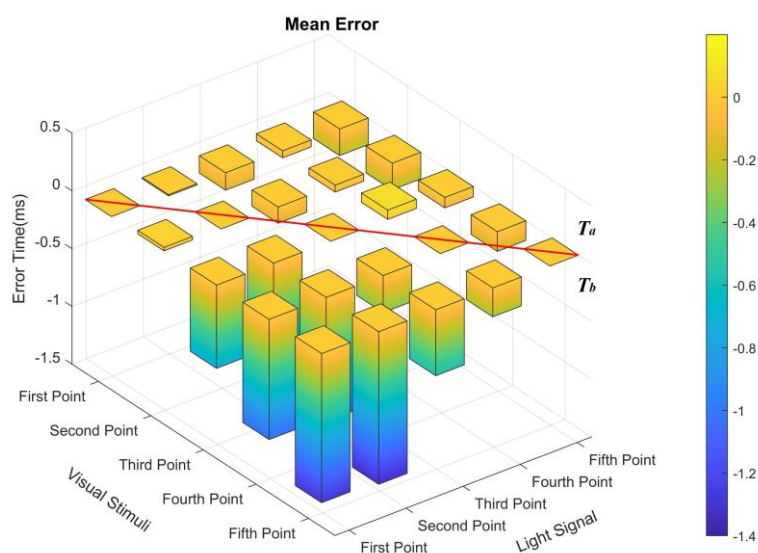 Mean Error
0.5
0
-0.5
-1
-1.5
Error Time(ms)
First Point
Second Point
Third Point
Fourth Point
Fifth Point
Visual Stimuli
First Point
Second Point
Third Point
Fourth Point
Fifth Point
Light Signal
Ta
Tb
0
-0.2
-0.4
-0.6
-0.8
-1
-1.2
-1.4